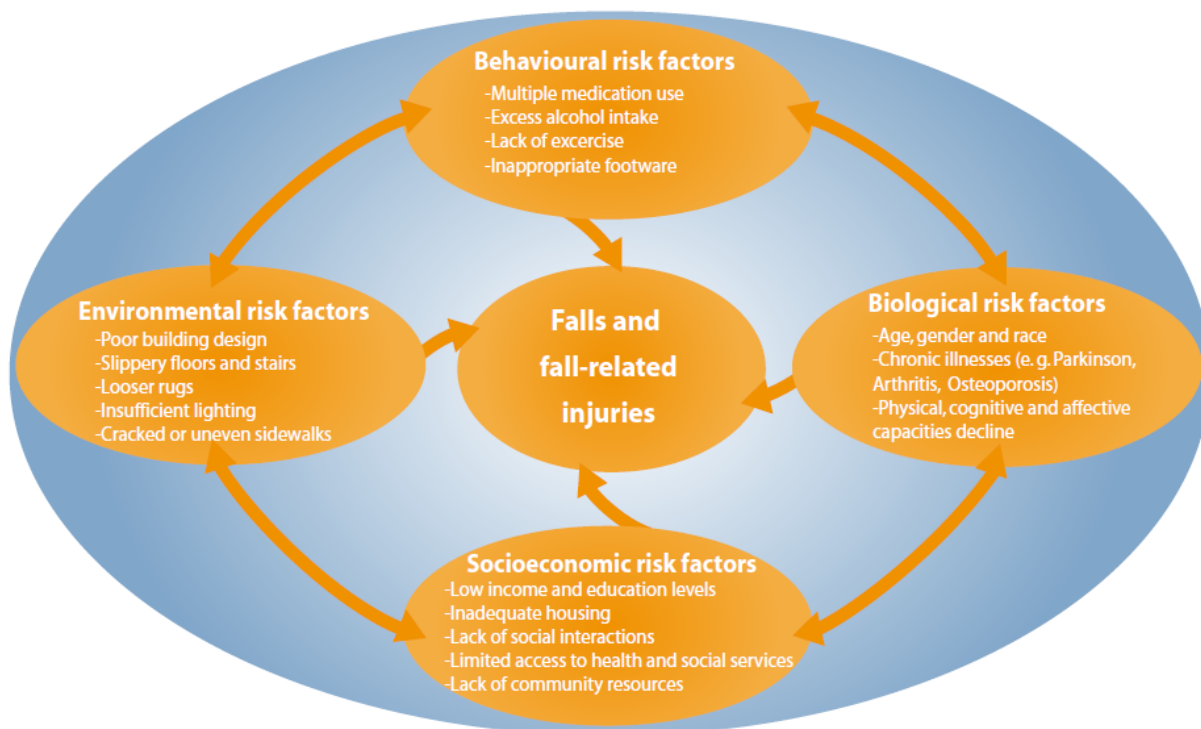 Behavioural risk factors
-Multiple medication use
-Excess alcohol intake
-Lack of excercise
-Inappropriate footware
Environmental risk factors
-Poor building design
-Slippery floors and stairs
-Looser rugs
-Insufficient lighting
-Cracked or uneven sidewalks
Falls and
fall-related
injuries
Biological risk factors
-Age, gender and race
-Chronic illnesses (e. g. Parkinson,
Arthritis, Osteoporosis)
-Physical, cognitive and affective
capacities decline
Socioeconomic risk factors
-Low income and education levels
-Inadequate housing
-Lack of social interactions
-Limited access to health and social services
-Lack of community resources